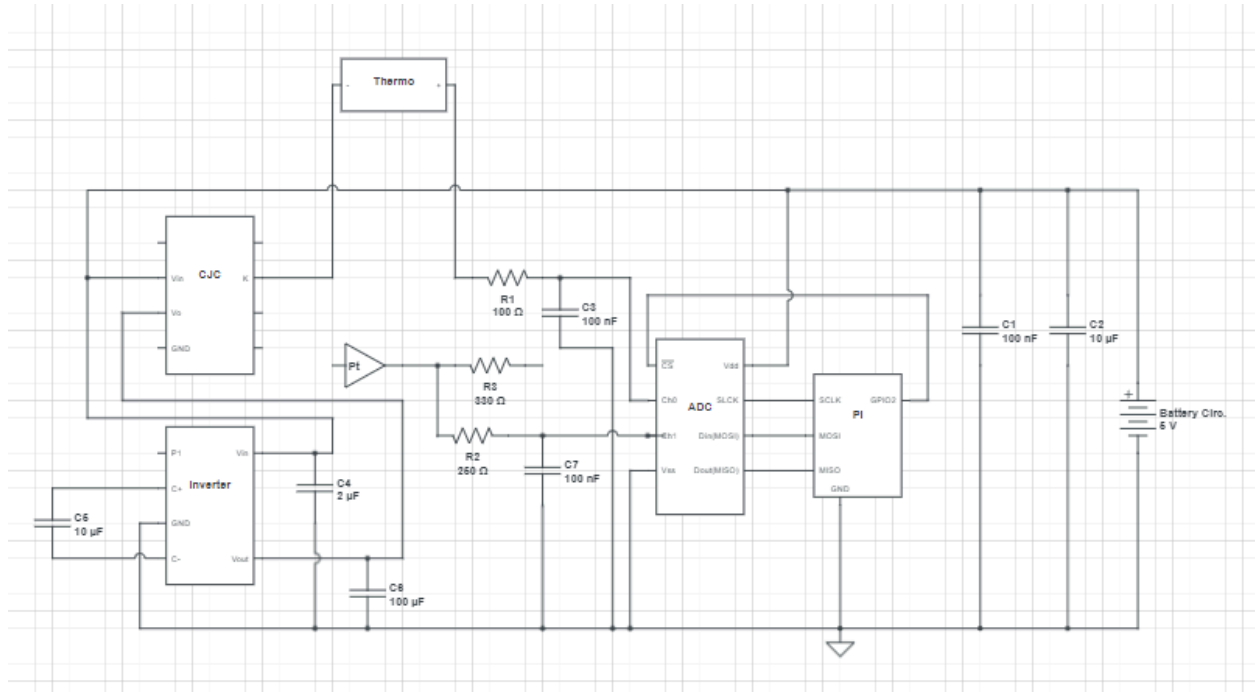 Thermo
-
+
CJC
Vin
K
Vo
GND
R1
100 Ω
C3
100 nF
Pt
R3
330 Ω
R2
250 Ω
C7
100 nF
CS
Vdd
Ch0
SLCK
ADC
Ch1
Din(MOSI)
Vss
Dout(MISO)
SCLK
GPIO2
PI
MOSI
MISO
GND
C1
100 nF
C2
10 µF
+
Battery Circ.
5 V
P1
Vin
Inverter
C+
GND
C-
Vout
C4
2 µF
C5
10 µF
C6
100 µF